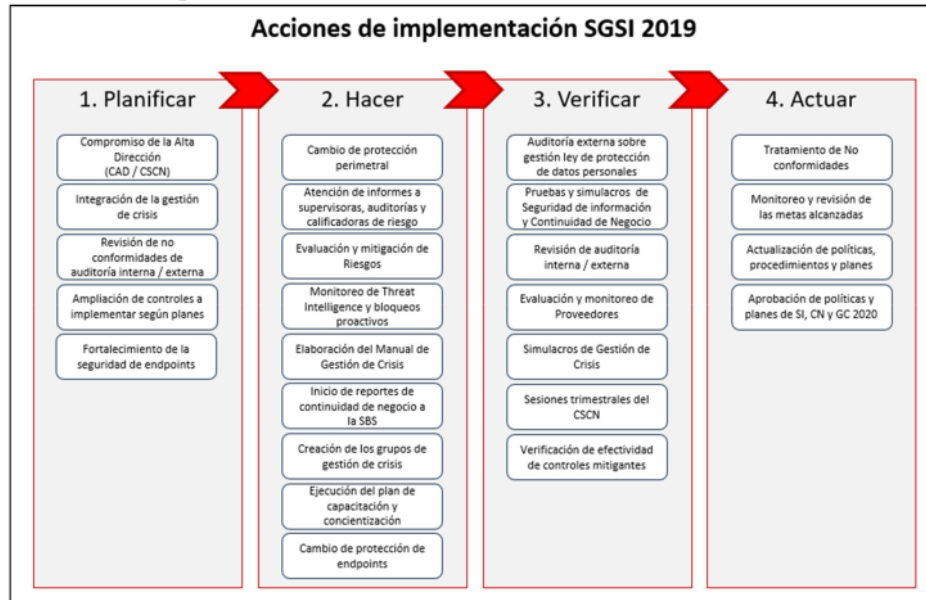 Acciones de implementación SGSI 2019
1. Planificar
Compromiso de la Alta
Dirección
(CAD / CSCN)
Integración de la gestión
de crisis
Revisión de no
conformidades de
auditoría interna / externa
Ampliación de controles a
implementar según planes
Fortalecimiento de la
seguridad de endpoints
2. Hacer
Cambio de protección
perimetral
Atención de informes a
supervisoras, auditorías y
calificadoras de riesgo
Evaluación y mitigación de
Riesgos
Monitoreo de Threat
Intelligence y bloqueos
proactivos
Elaboración del Manual de
Gestión de Crisis
Inicio de reportes de
continuidad de negocio a
la SBS
Creación de los grupos de
gestión de crisis
Ejecución del plan de
capacitación y
concientización
Cambio de protección de
endpoints
3. Verificar
Auditoría externa sobre
gestión ley de protección
de datos personales
Pruebas y simulacros de
Seguridad de información
y Continuidad de Negocio
Revisión de auditoría
interna / externa
Evaluación y monitoreo de
Proveedores
Simulacros de Gestión de
Crisis
Sesiones trimestrales del
CSCN
Verificación de efectividad
de controles mitigantes
4. Actuar
Tratamiento de No
conformidades
Monitoreo y revisión de
las metas alcanzadas
Actualización de políticas,
procedimientos y planes
Aprobación de políticas y
planes de SI, CN y GC 2020